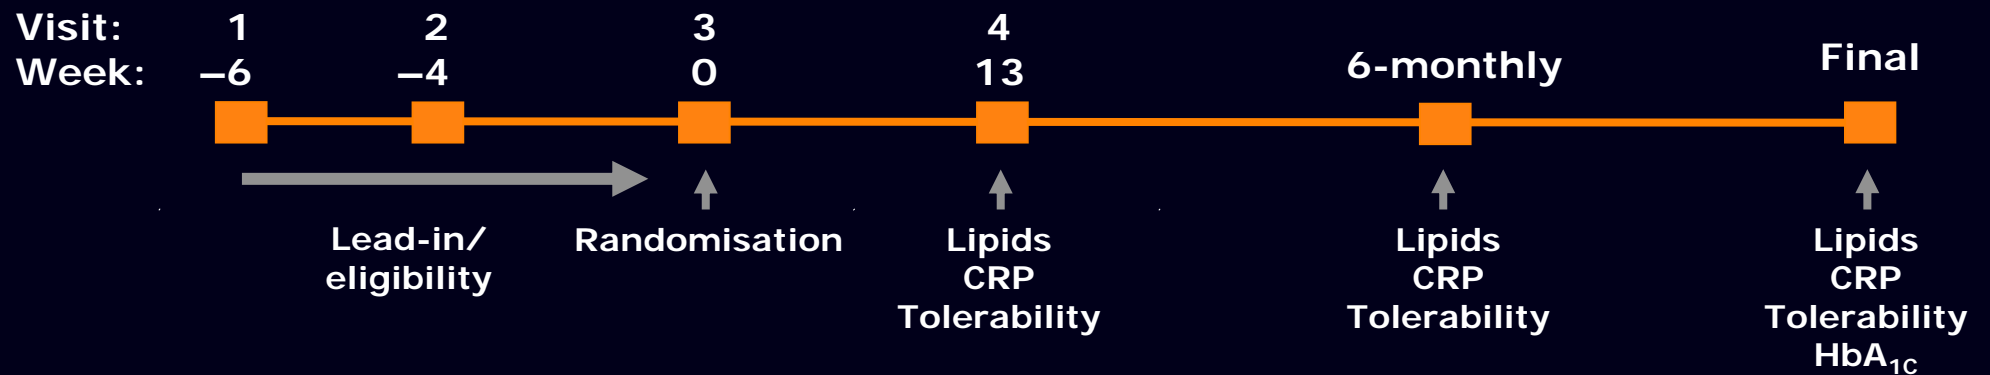 Visit: 1 2 3 4
Week: –6 –4 0 13 6-monthly Final
Lead-in/
eligibility
Randomisation
Lipids
CRP
Tolerability
Lipids
CRP
Tolerability
Lipids
CRP
Tolerability
HbA1C